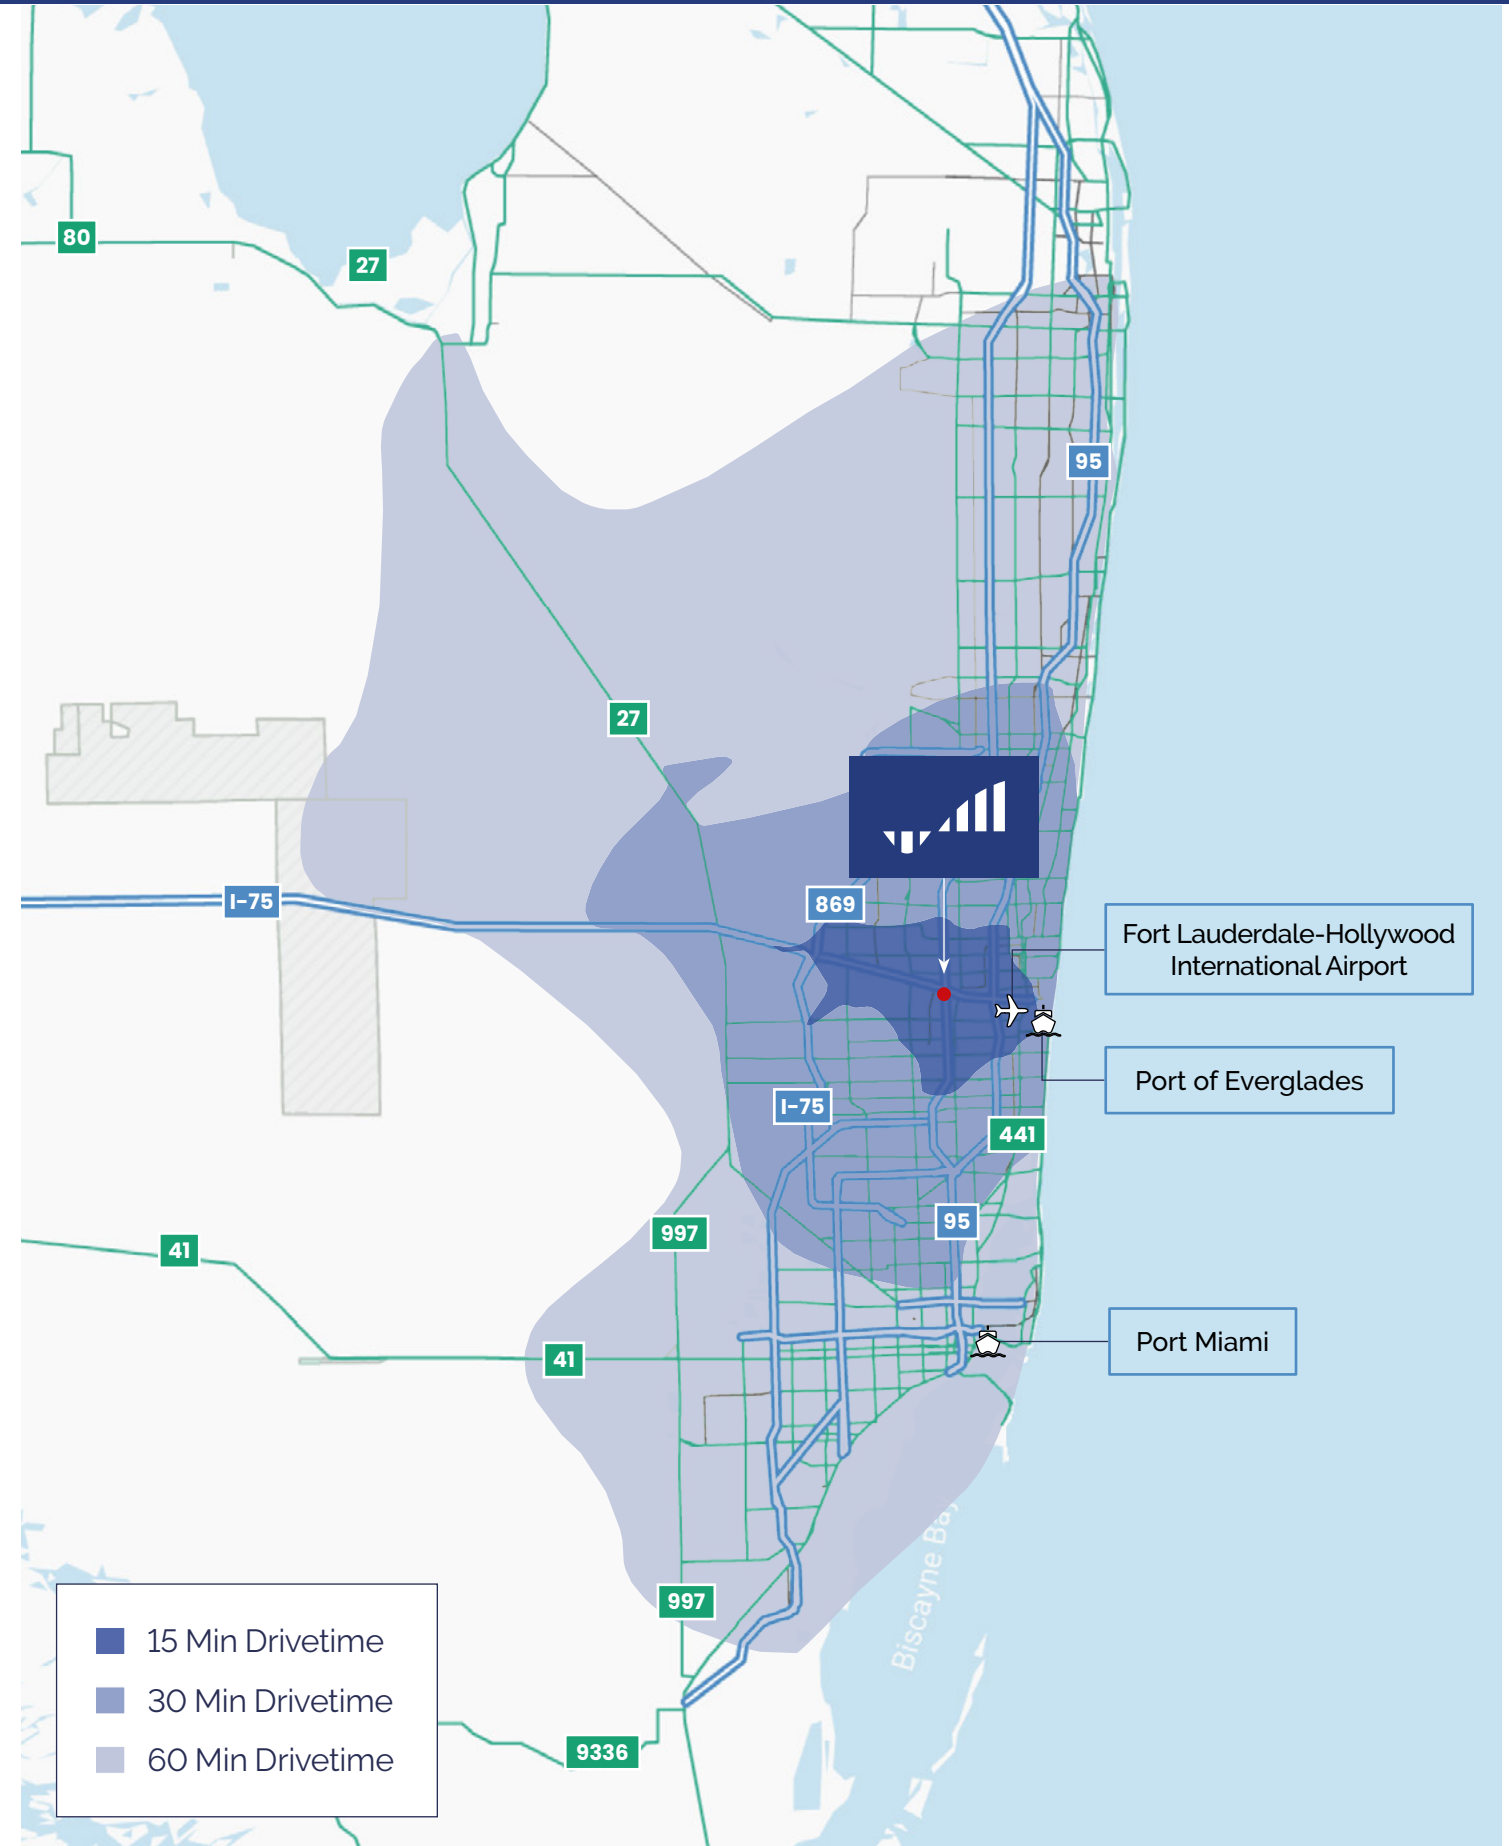 80
27
95
27
I-75
869
Fort Lauderdale-Hollywood
International Airport
Port of Everglades
I-75
441
95
997
41
41
Port Miami
997
9336
Biscayne Bay
15 Min Drivetime
30 Min Drivetime
60 Min Drivetime